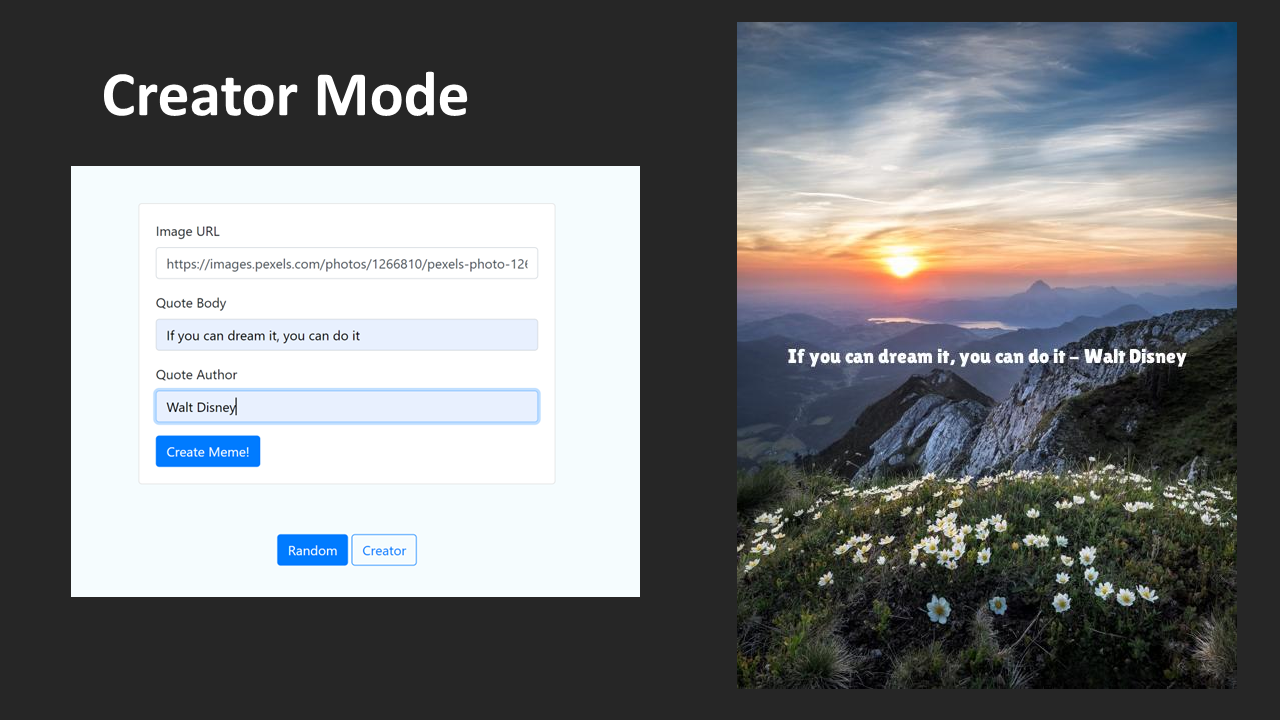 Creator Mode
Image URL
https://images.pexels.com/photos/1266810/pexels-photo-126
Quote Body
If you can dream it, you can do it
Quote Author
Walt Disney
Create Meme!
Random
Creator
If you can dream it, you can do it – Walt Disney